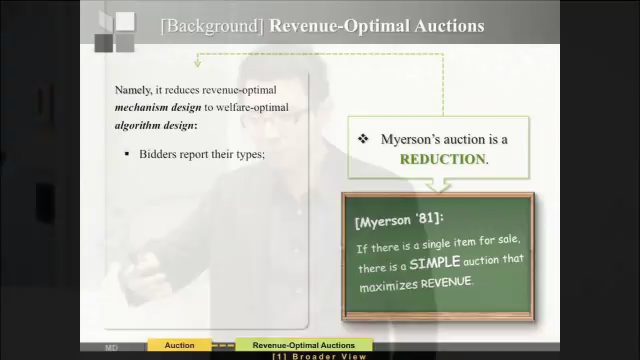 [Background] Revenue-Optimal Auctions
Namely, it reduces revenue-optimal
mechanism design to welfare-optimal
algorithm design:
▪ Bidders report their types;
❖ Myerson's auction is a
REDUCTION.
[Myerson '81]:
If there is a single item for sale,
there is a SIMPLE auction that
maximizes REVENUE.
MD
Auction
Revenue-Optimal Auctions
[1] Broader View